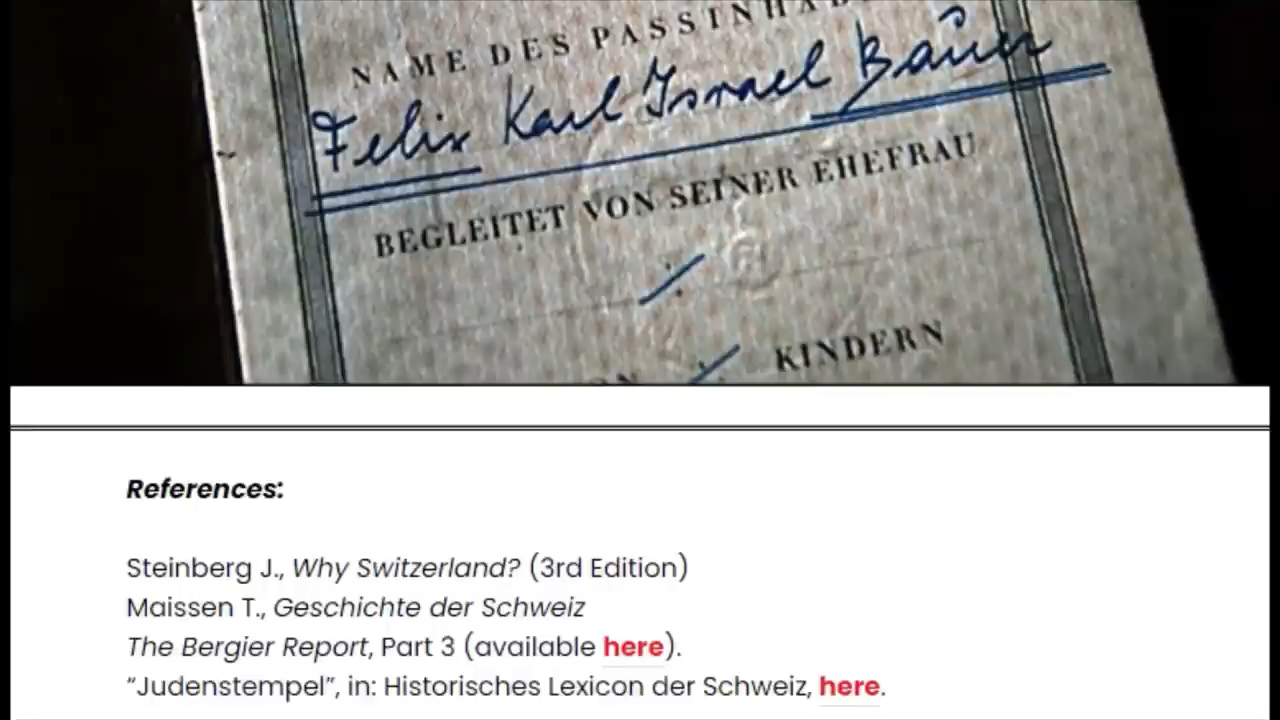 NAME DES PASSINHA
Felix Karl Israel Bauer
BEGLEITET VON SEINER EHEFRAU
KINDERN
References:
Steinberg J., Why Switzerland? (3rd Edition)
Maissen T., Geschichte der Schweiz
The Bergier Report, Part 3 (available here).
“Judenstempel”, in: Historisches Lexicon der Schweiz, here.